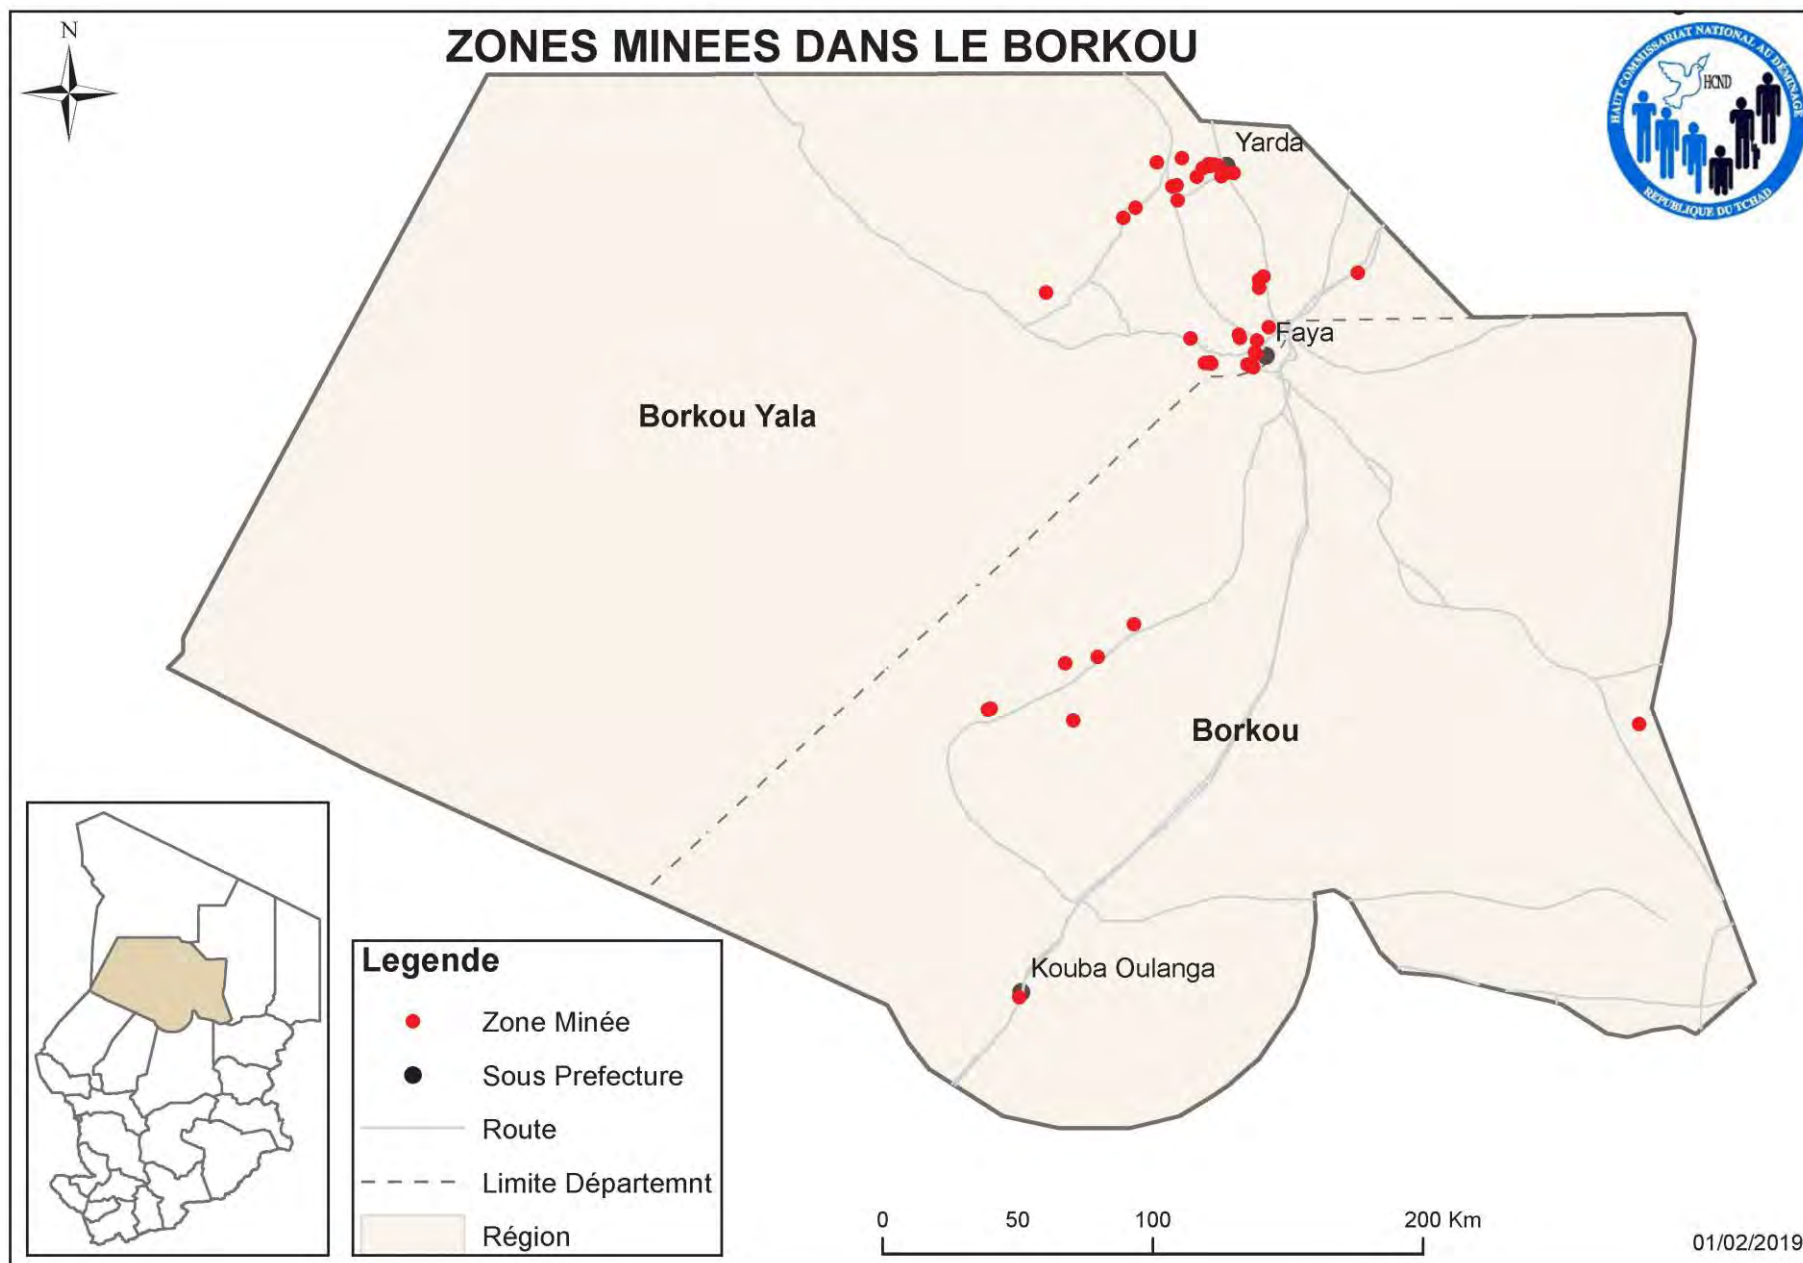 N
ZONES MINEES DANS LE BORKOU
HAUT COMMISSARIAT NATIONAL AU DÉMINAGE
HCND
REPUBLIQUE DU TCHAD
Yarda
Faya
Borkou Yala
Borkou
Kouba Oulanga
Legende
Zone Minée
Sous Prefecture
Route
Limite Départemnt
Région
0 50 100 200 Km
01/02/2019